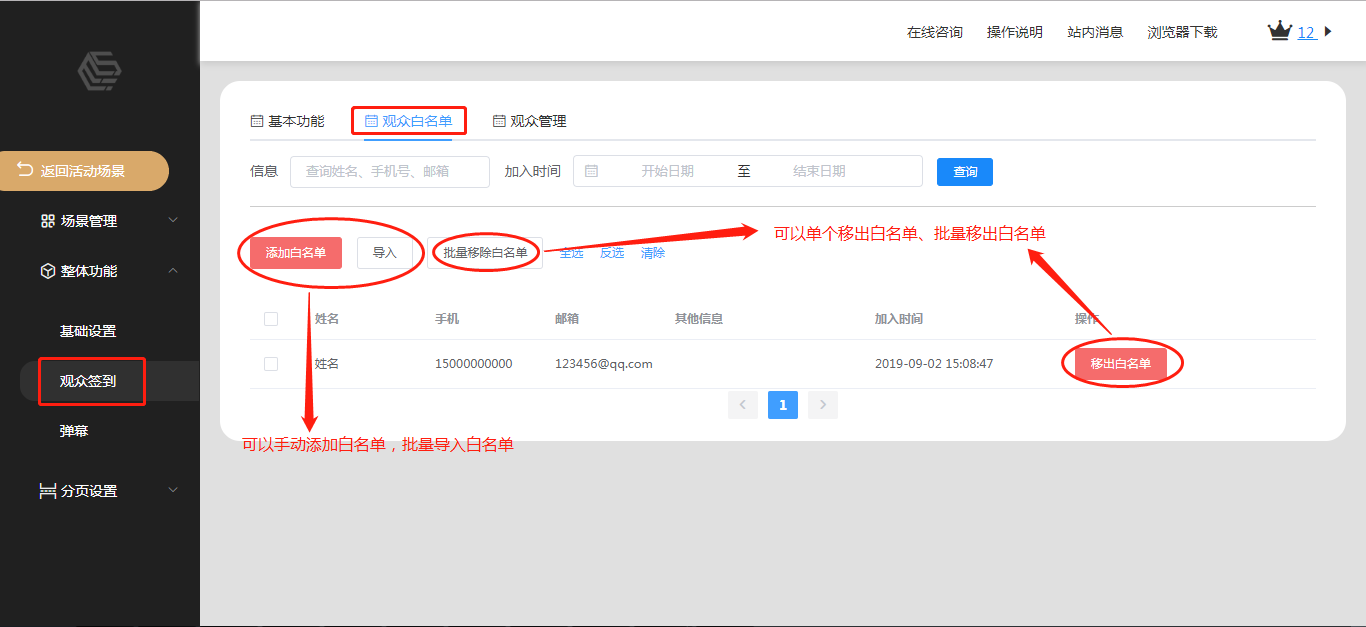 在线咨询 操作说明 站内消息 浏览器下载 12
返回活动场景
场景管理
整体功能
基础设置
观众签到
弹幕
分页设置
基本功能 观众白名单 观众管理
信息 查询姓名、手机号、邮箱 加入时间 开始日期 至 结束日期 查询
可以单个移出白名单、批量移出白名单
添加白名单 导入 批量移除白名单 全选 反选 清除
姓名 手机 邮箱 其他信息 加入时间 操作
姓名 15000000000 123456@qq.com 2019-09-02 15:08:47 移出白名单
1
可以手动添加白名单，批量导入白名单